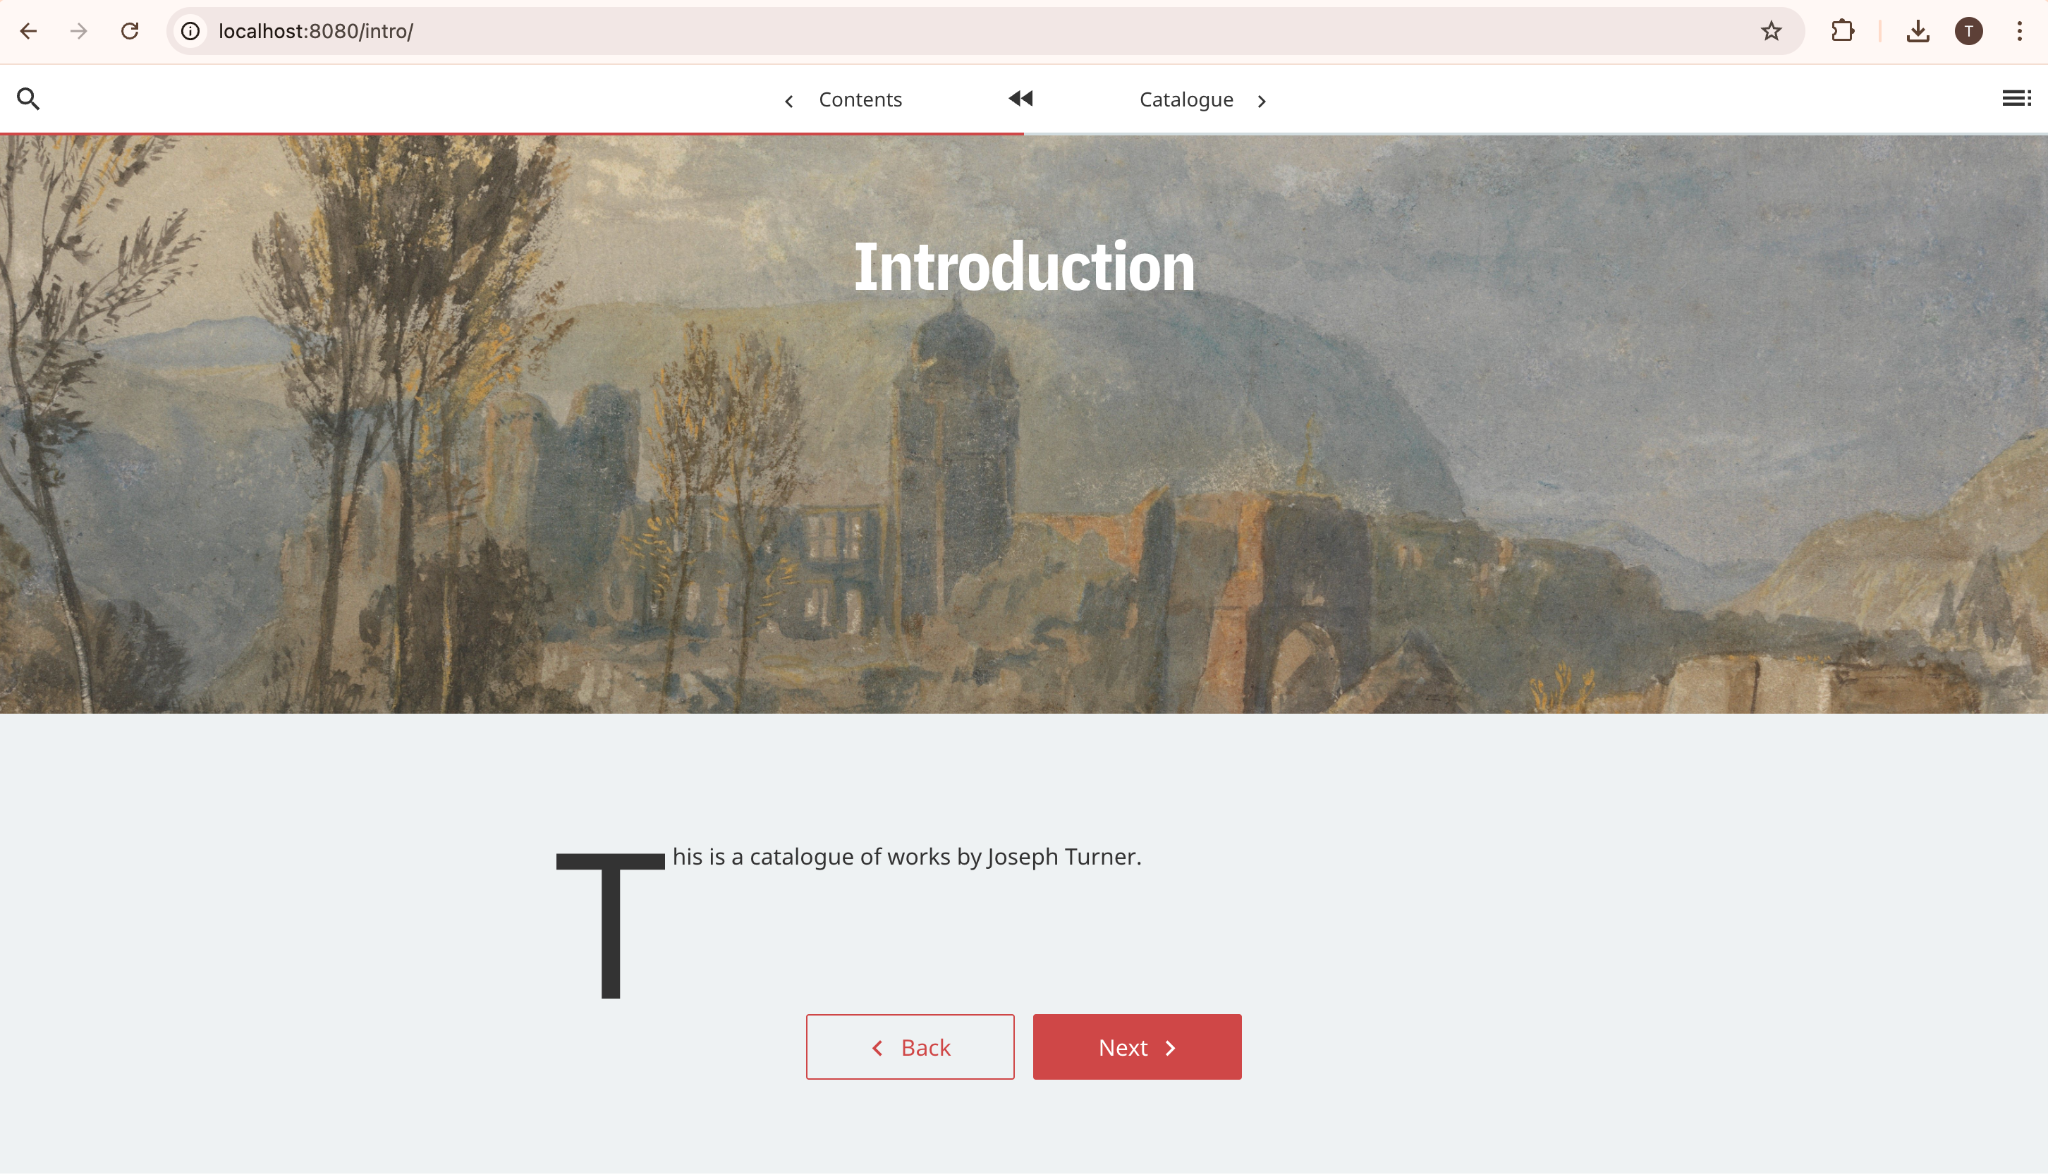 localhost:8080/intro/
T
Contents
Catalogue
Introduction
This is a catalogue of works by Joseph Turner.
Back
Next